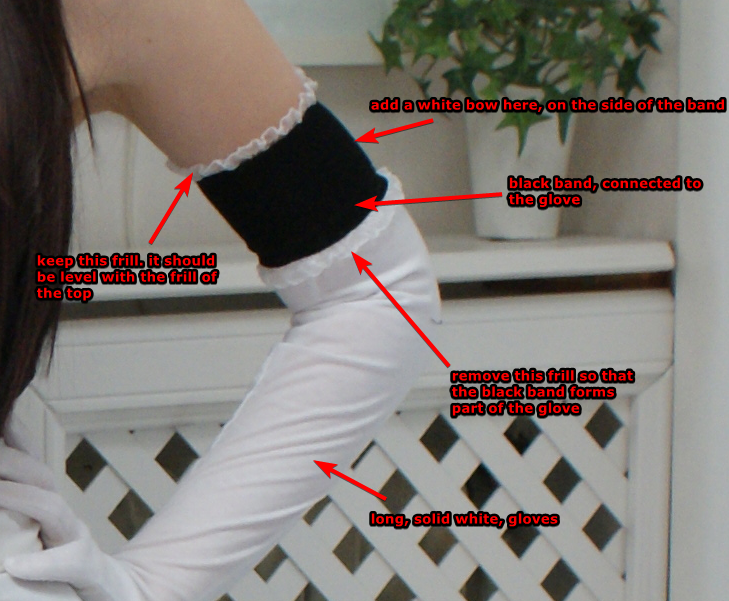 add a white bow here, on the side of the band
black band, connected to
the glove
keep this frill. it should
be level with the frill of
the top
remove this frill so that
the black band forms
part of the glove
long, solid white, gloves